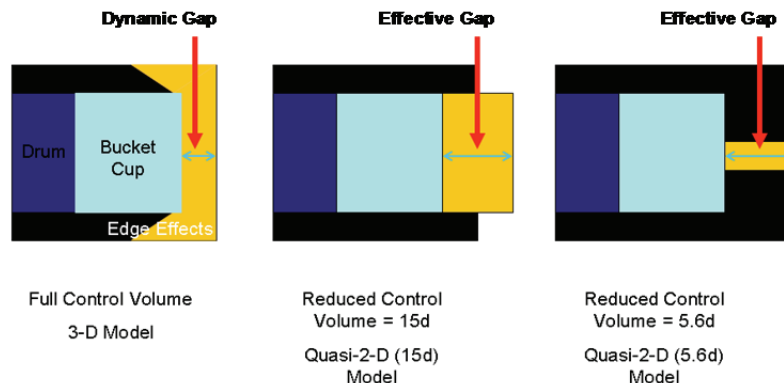 Dynamic Gap
Effective Gap
Effective Gap
Drum
Bucket
Cup
Edge Effects
Full Control Volume
3-D Model
Reduced Control
Volume = 15d
Quasi-2-D (15d)
Model
Reduced Control
Volume = 5.6d
Quasi-2-D (5.6d)
Model